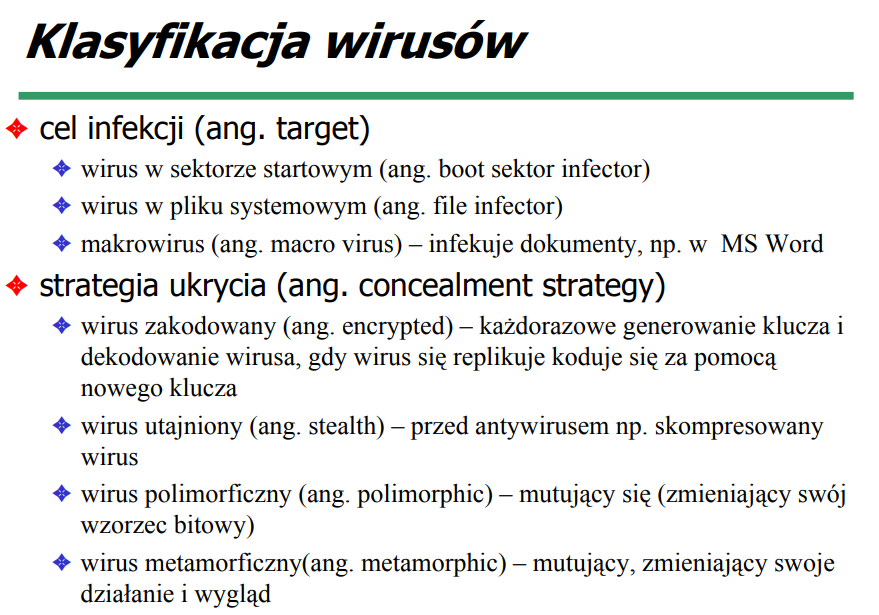 Klasyfikacja wirusów
cel infekcji (ang. target)
wirus w sektorze startowym (ang. boot sektor infector)
wirus w pliku systemowym (ang. file infector)
makrowirus (ang. macro virus) – infekuje dokumenty, np. w MS Word
strategia ukrycia (ang. concealment strategy)
wirus zakodowany (ang. encrypted) – każdorazowe generowanie klucza i
dekodowanie wirusa, gdy wirus się replikuje koduje się za pomocą
nowego klucza
wirus utajniony (ang. stealth) – przed antywirusem np. skompresowany
wirus
wirus polimorficzny (ang. polimorphic) – mutujący się (zmieniający swój
wzorzec bitowy)
wirus metamorficzny(ang. metamorphic) – mutujący, zmieniający swoje
działanie i wygląd